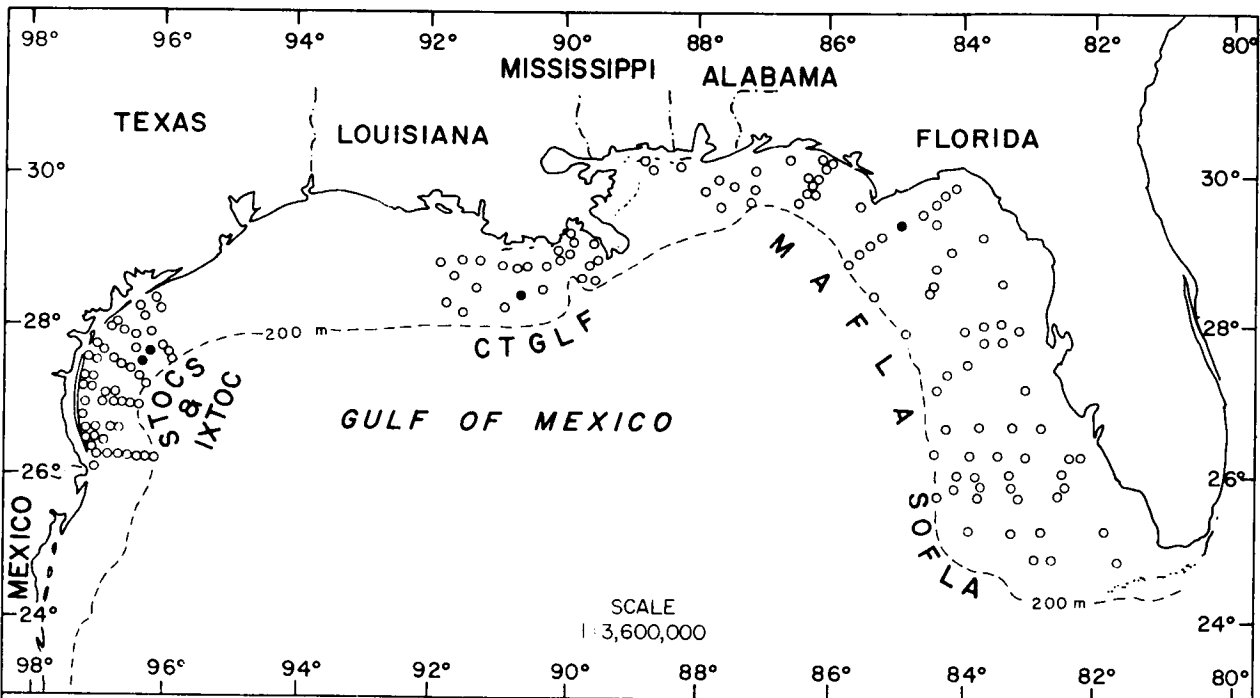 98° 96° 94° 92° 90° 88° 86° 84° 82° 80°
MISSISSIPPI ALABAMA
TEXAS LOUISIANA FLORIDA
30° 30°
28° 28°
200 m
CTGLF
MAFLA
STOCS
&
IXTOC
GULF OF MEXICO
26° 26°
MEXICO
SOFLA
SCALE
1:3,600,000
200 m
24° 24°
98° 96° 94° 92° 90° 86° 84° 82° 80°